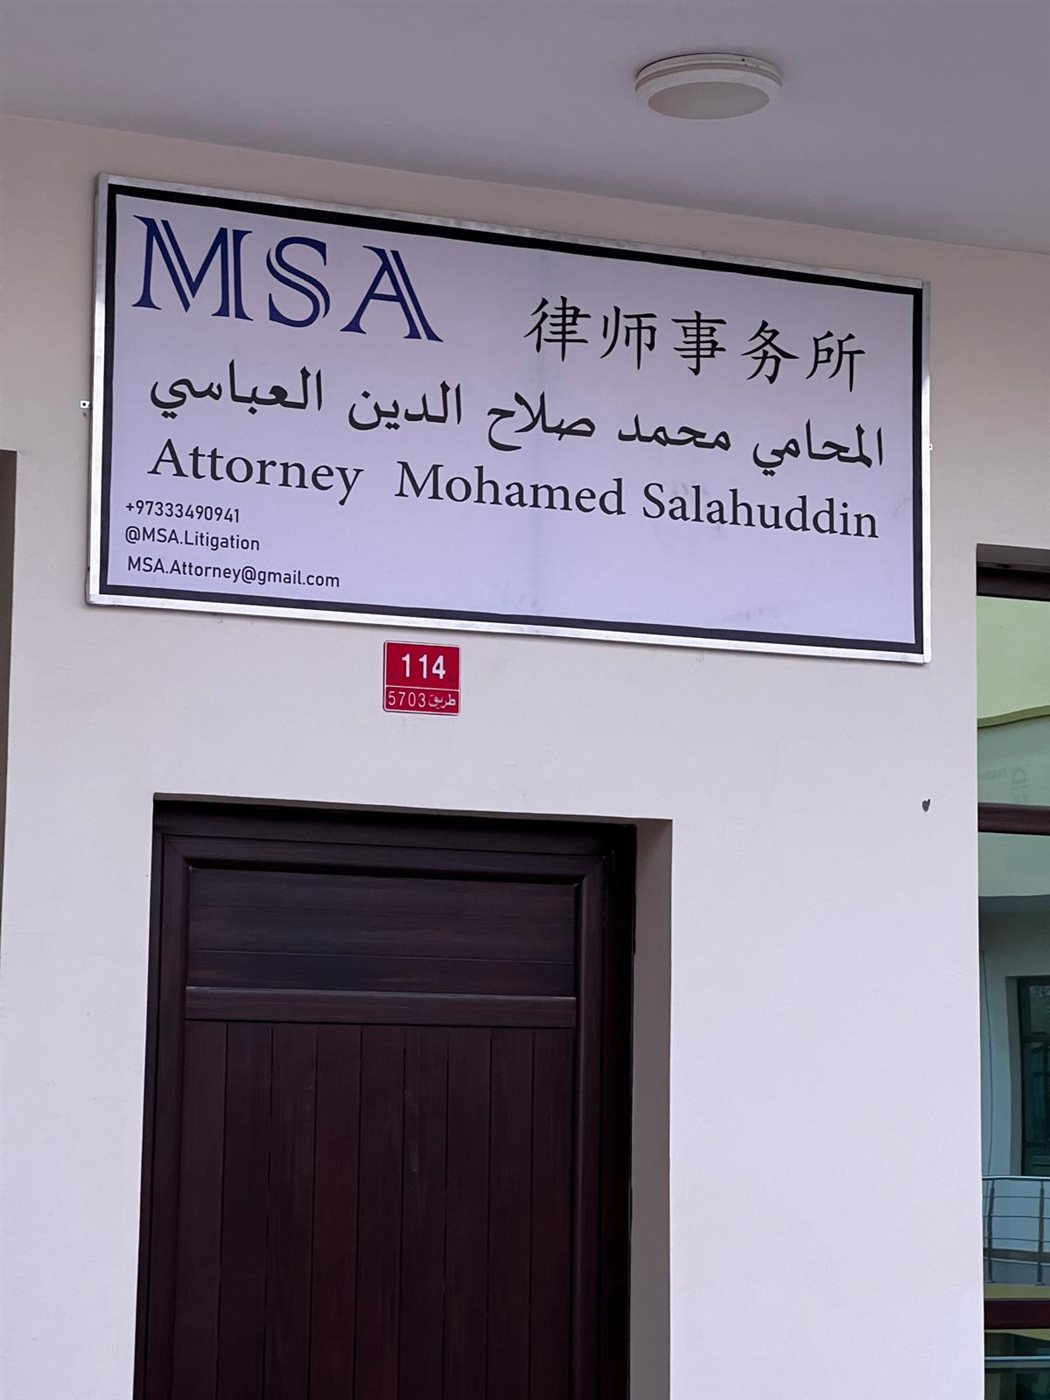 MSA 律师事务所
المحامي محمد صلاح الدين العباسي
Attorney Mohamed Salahuddin
+97333490941
@MSA.Litigation
MSA.Attorney@gmail.com
114
طريق 5703